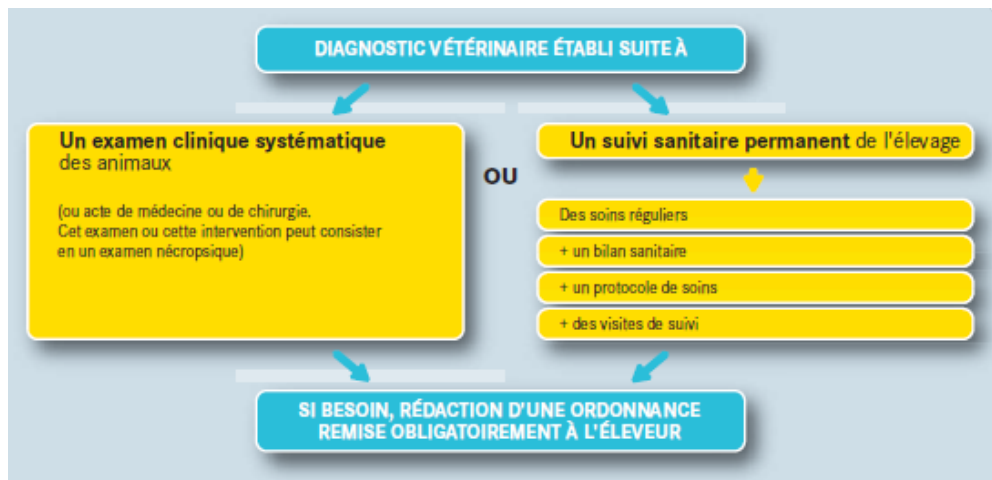 DIAGNOSTIC VÉTÉRINAIRE ÉTABLI SUITE À
Un examen clinique systématique
des animaux
(ou acte de médecine ou de chirurgie.
Cet examen ou cette intervention peut consister
en un examen nécropsique)
OU
Un suivi sanitaire permanent de l'élevage
Des soins réguliers
+ un bilan sanitaire
+ un protocole de soins
+ des visites de suivi
SI BESOIN, RÉDACTION D'UNE ORDONNANCE
REMISE OBLIGATOIREMENT À L'ÉLEVEUR